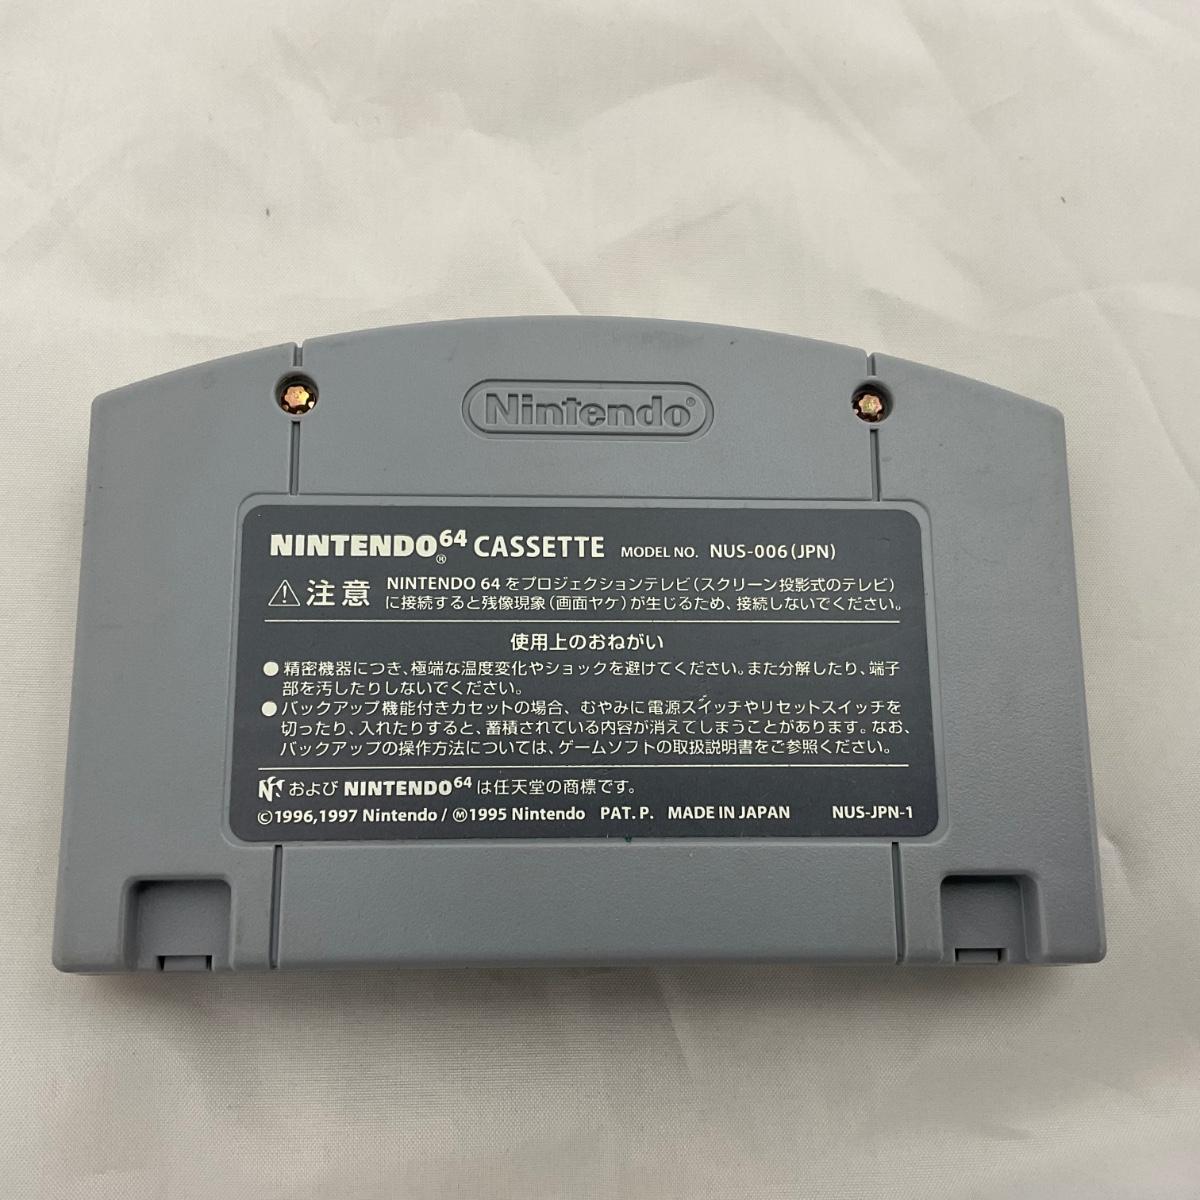 Nintendo®
NINTENDO64® CASSETTE MODEL NO. NUS-006(JPN)
⚠注意 NINTENDO 64 をプロジェクションテレビ(スクリーン投影式のテレビ)
に接続すると残像現象(画面ヤケ)が生じるため、接続しないでください。
使用上のおねがい
●精密機器につき、極端な温度変化やショックを避けてください。また分解したり、端子
部を汚したりしないでください。
●バックアップ機能付きカセットの場合、むやみに電源スイッチやリセットスイッチを
切ったり、入れたりすると、蓄積されている内容が消えてしまうことがあります。なお、
バックアップの操作方法については、ゲームソフトの取扱説明書をご参照ください。
および NINTENDO64 は任天堂の商標です。
©1996,1997 Nintendo / Ⓜ1995 Nintendo PAT. P. MADE IN JAPAN NUS-JPN-1